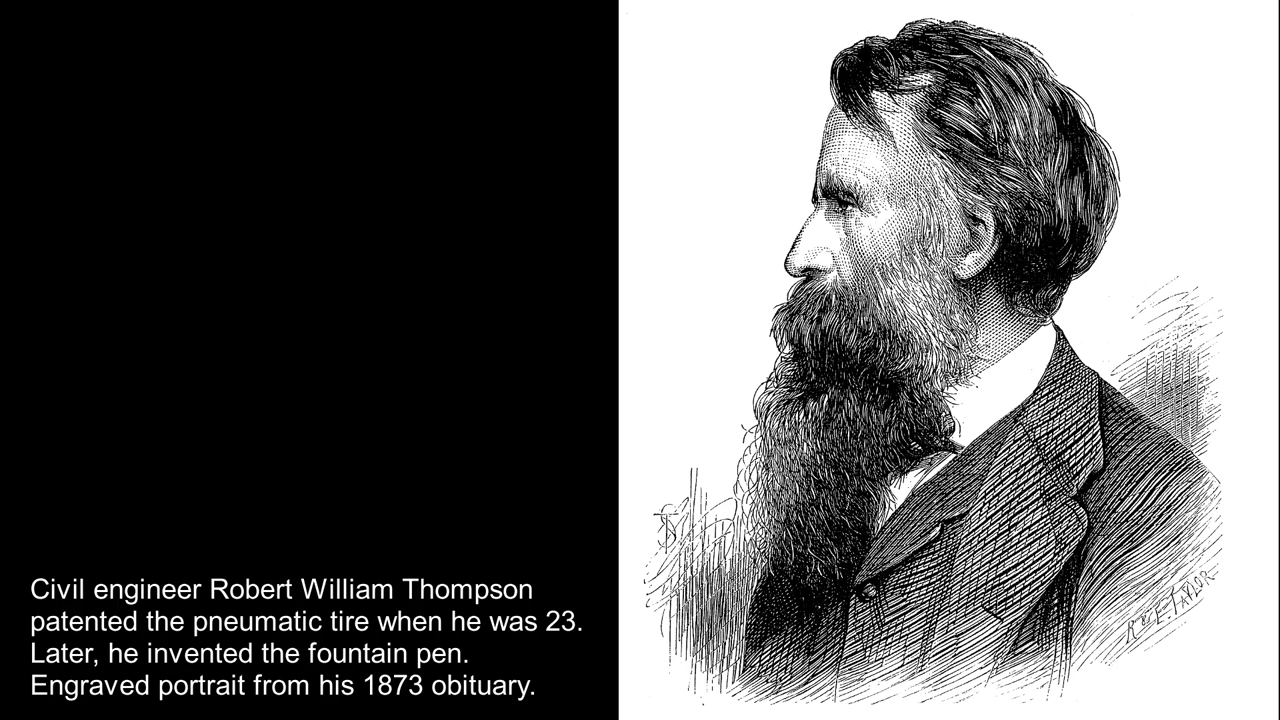 Civil engineer Robert William Thompson
patented the pneumatic tire when he was 23.
Later, he invented the fountain pen.
Engraved portrait from his 1873 obituary.
R & E. TAYLOR